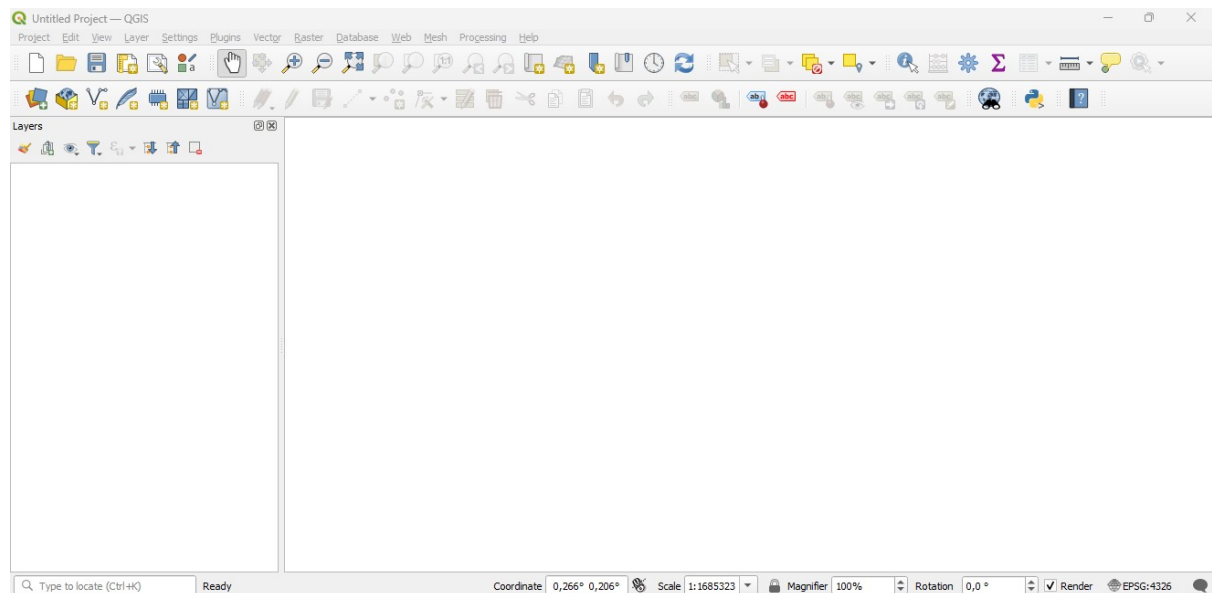 Untitled Project — QGIS
Project Edit View Layer Settings Plugins Vector Raster Database Web Mesh Processing Help
Layers
Type to locate (Ctrl+K) Ready Coordinate 0,266° 0,206° Scale 1:1685323 Magnifier 100% Rotation 0,0 ° Render EPSG:4326